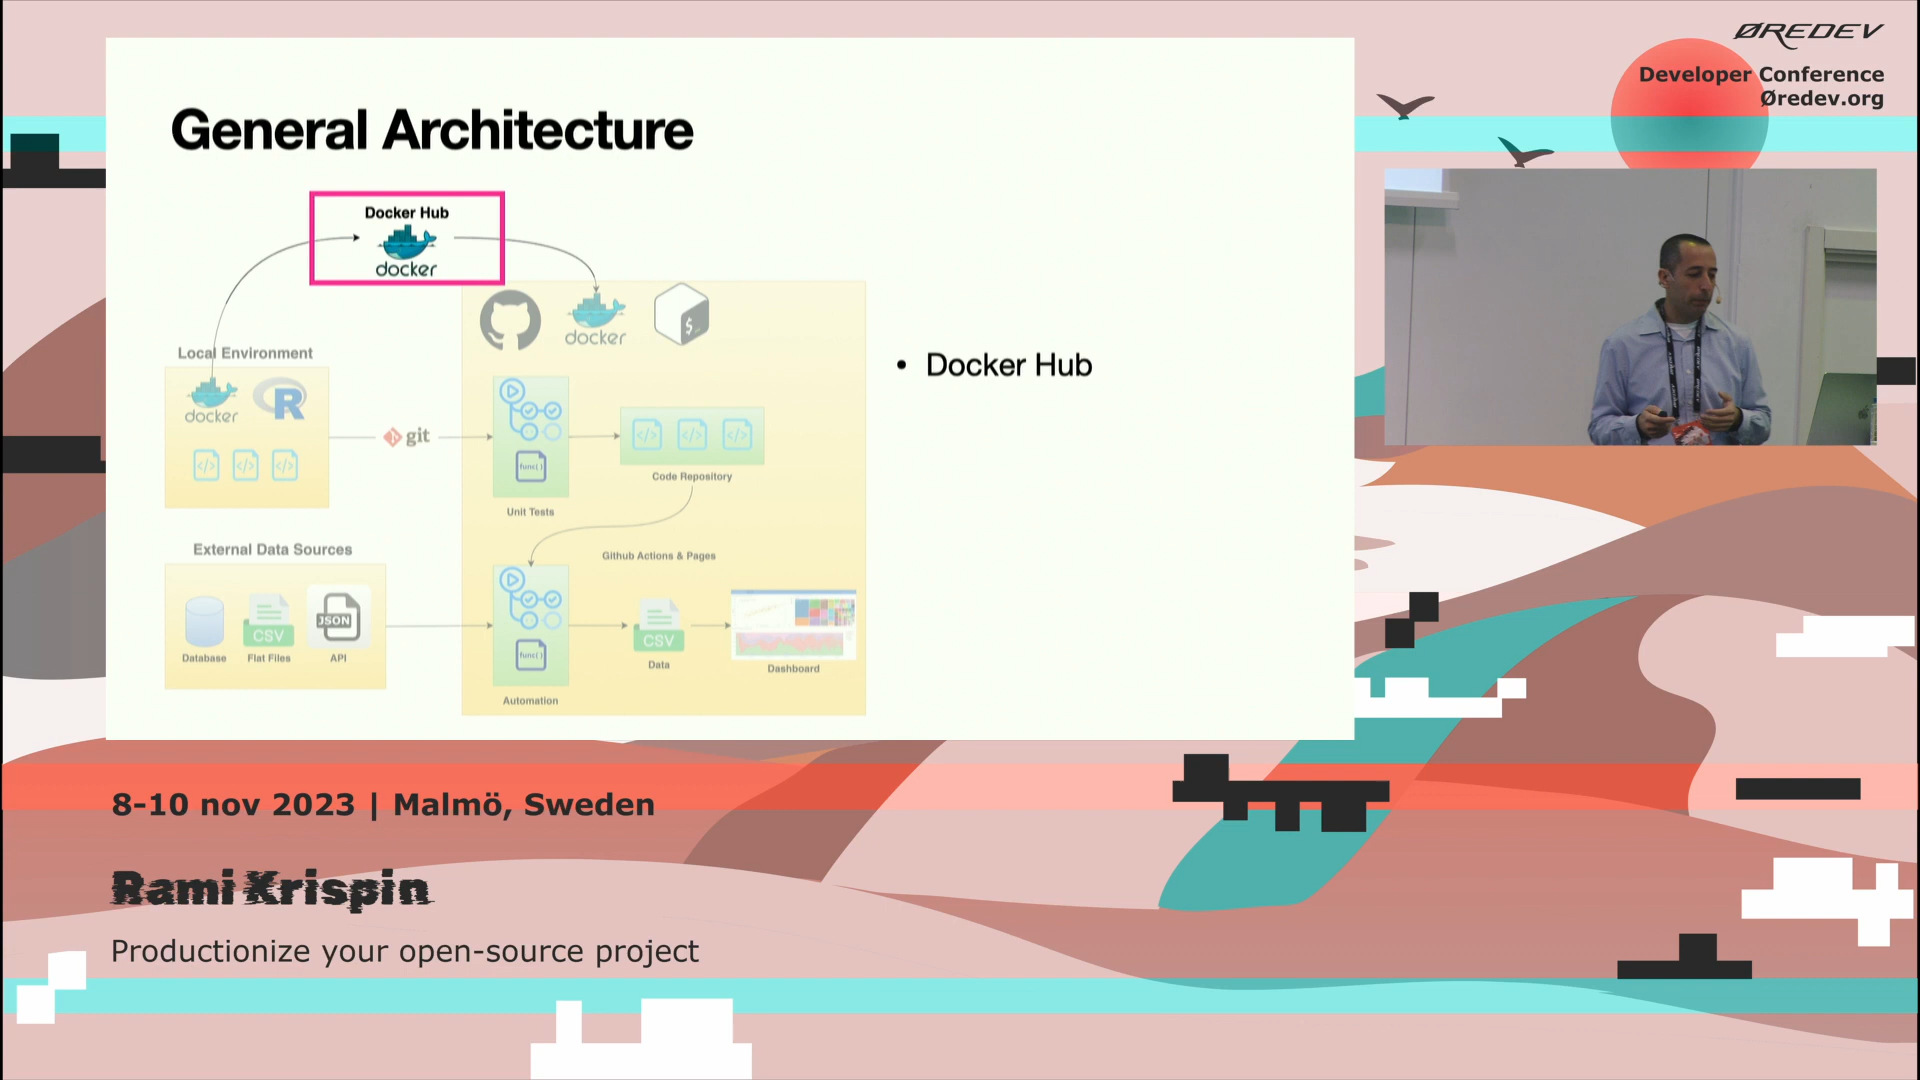 ØREDEV
Developer Conference
Øredev.org
General Architecture
Docker Hub
docker
docker
$_
Local Environment
docker
R
git
</> </> </>
</> </> </>
Code Repository
func()
Unit Tests
External Data Sources
Github Actions & Pages
CSV
JSON
Database
Flat Files
API
func()
CSV
Data
Dashboard
Automation
• Docker Hub
8-10 nov 2023 | Malmö, Sweden
Rami Krispin
Productionize your open-source project